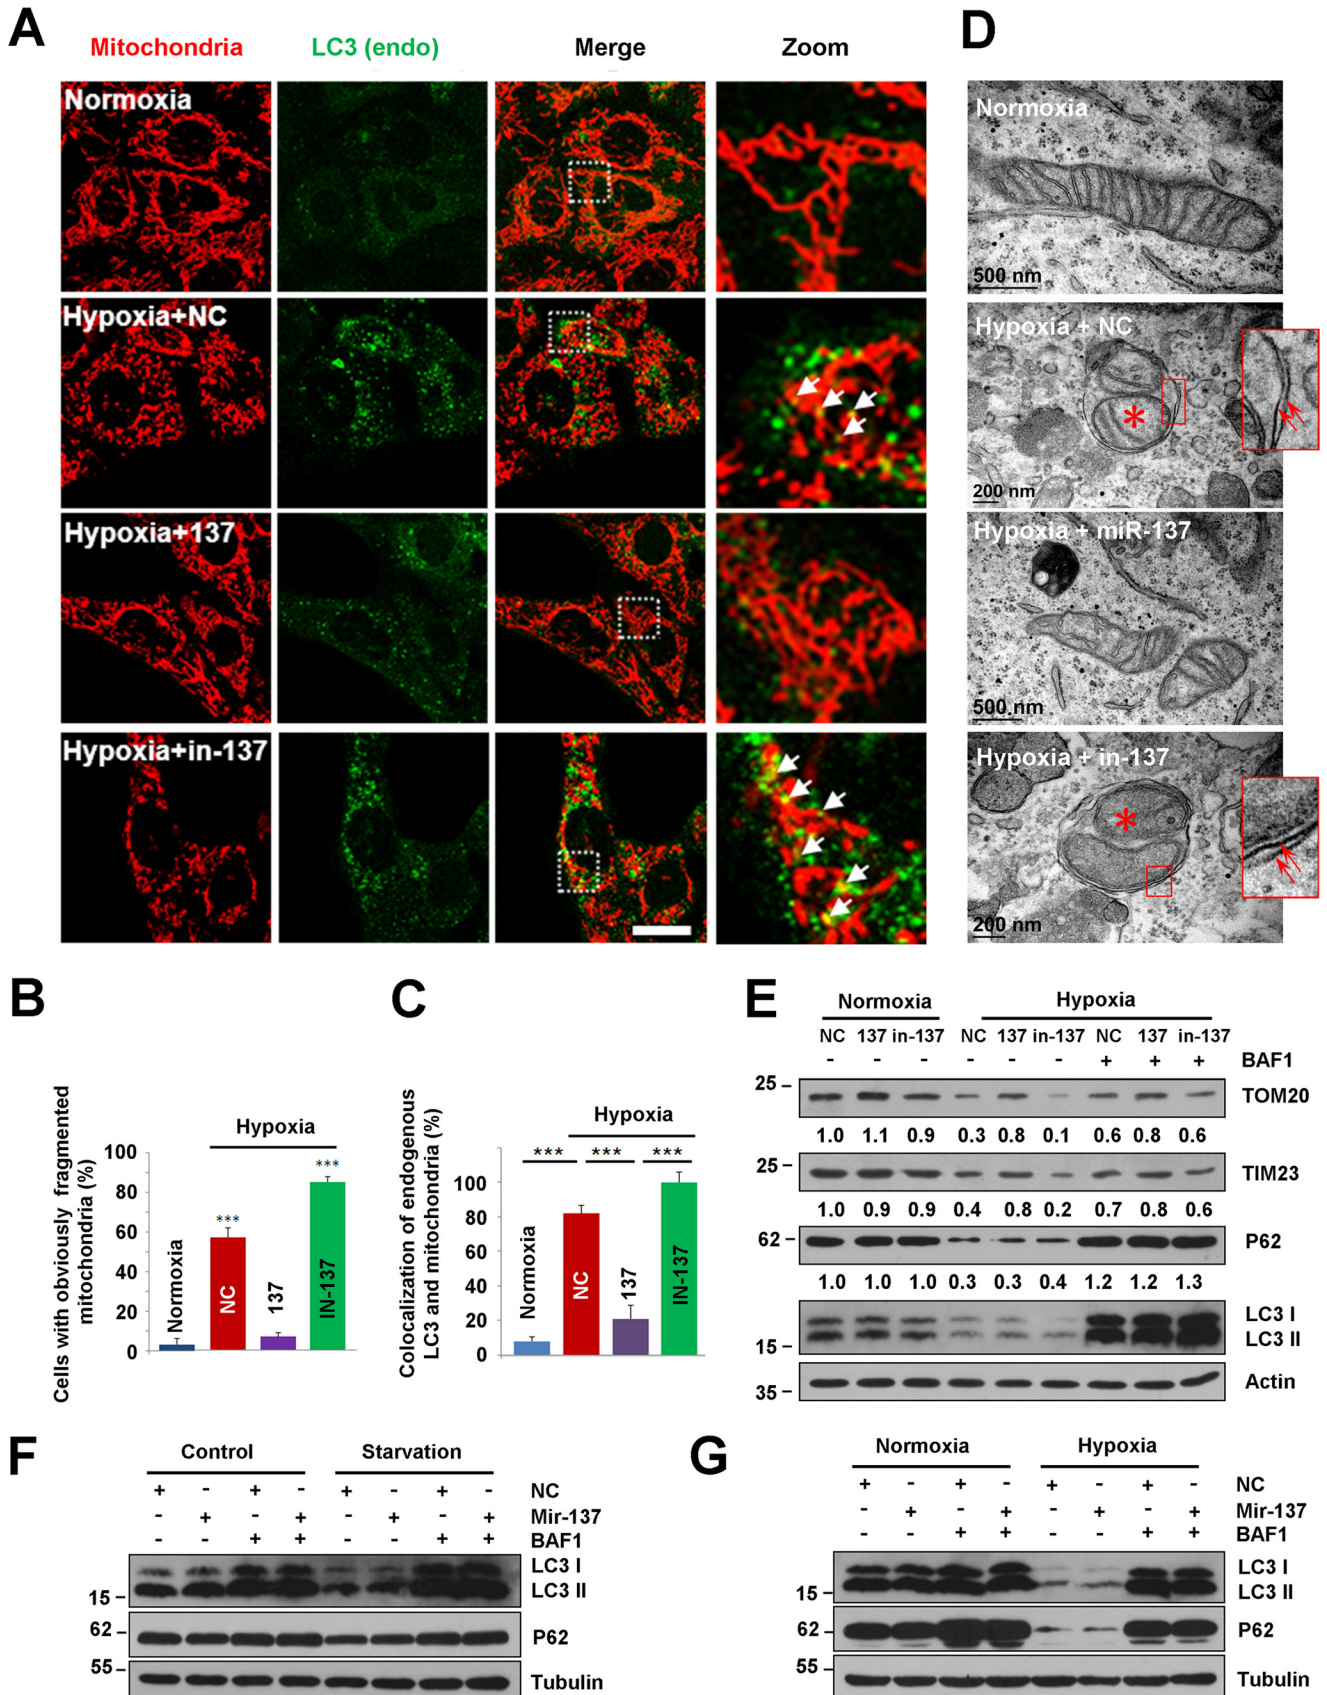 A
Mitochondria LC3 (endo) Merge Zoom
Normoxia
Hypoxia+NC
Hypoxia+137
Hypoxia+in-137
D
Normoxia
500 nm
Hypoxia + NC
*
200 nm
Hypoxia + miR-137
500 nm
Hypoxia + in-137
*
200 nm
B
Cells with obviously fragmented
mitochondria (%)
Hypoxia
100
80
60
40
20
0
Normoxia
***
NC
137
***
IN-137
C
Colocalization of endogenous
LC3 and mitochondria (%)
Hypoxia
*** *** ***
100
80
60
40
20
0
Normoxia
NC
137
IN-137
E
Normoxia Hypoxia
NC 137 in-137 NC 137 in-137 NC 137 in-137
- - - - - - + + + BAF1
25 TOM20
1.0 1.1 0.9 0.3 0.8 0.1 0.6 0.8 0.6
25 TIM23
1.0 0.9 0.9 0.4 0.8 0.2 0.7 0.8 0.6
62 P62
1.0 1.0 1.0 0.3 0.3 0.4 1.2 1.2 1.3
LC3 I
15 LC3 II
35 Actin
F
Control Starvation
+ - + - + - + - NC
- + - + - + - + Mir-137
- - + + - - + + BAF1
LC3 I
15 LC3 II
62 P62
55
Tubulin
G
Normoxia Hypoxia
+ - + - + - + - NC
- + - + - + - + Mir-137
- - + + - - + + BAF1
LC3 I
15 LC3 II
62 P62
55
Tubulin